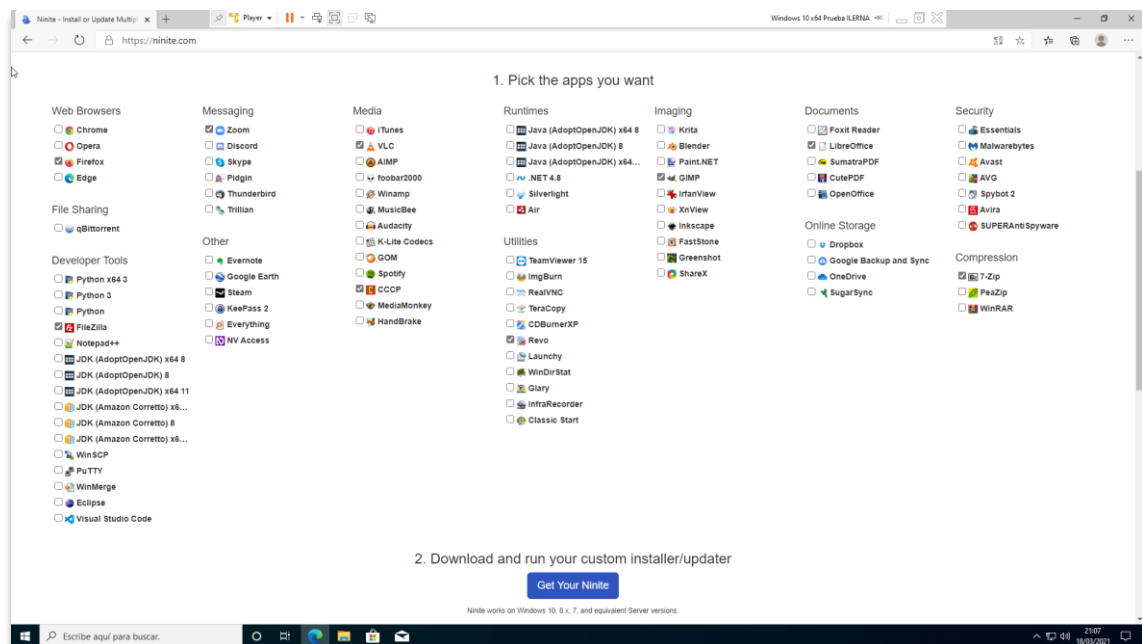 Ninite - Install or Update Multipl
Player
Windows 10 x64 Prueba ILERNA
https://ninite.com
1. Pick the apps you want
Web Browsers
Chrome
Opera
Firefox
Edge
File Sharing
qBittorrent
Developer Tools
Python x64 3
Python 3
Python
FileZilla
Notepad++
JDK (AdoptOpenJDK) x64 8
JDK (AdoptOpenJDK) 8
JDK (AdoptOpenJDK) x64 11
JDK (Amazon Corretto) x6...
JDK (Amazon Corretto) 8
JDK (Amazon Corretto) x6...
WinSCP
PuTTY
WinMerge
Eclipse
Visual Studio Code
Messaging
Zoom
Discord
Skype
Pidgin
Thunderbird
Trillian
Other
Evernote
Google Earth
Steam
KeePass 2
Everything
NV Access
Media
iTunes
VLC
AIMP
foobar2000
Winamp
MusicBee
Audacity
K-Lite Codecs
GOM
Spotify
CCCP
MediaMonkey
HandBrake
Runtimes
Java (AdoptOpenJDK) x64 8
Java (AdoptOpenJDK) 8
Java (AdoptOpenJDK) x64...
.NET 4.8
Silverlight
Air
Utilities
TeamViewer 15
ImgBurn
RealVNC
TeraCopy
CDBurnerXP
Revo
Launchy
WinDirStat
Glary
InfraRecorder
Classic Start
Imaging
Krita
Blender
Paint.NET
GIMP
IrfanView
XnView
Inkscape
FastStone
Greenshot
ShareX
Documents
Foxit Reader
LibreOffice
SumatraPDF
CutePDF
OpenOffice
Online Storage
Dropbox
Google Backup and Sync
OneDrive
SugarSync
Security
Essentials
Malwarebytes
Avast
AVG
Spybot 2
Avira
SUPERAntiSpyware
Compression
7-Zip
PeaZip
WinRAR
2. Download and run your custom installer/updater
Get Your Ninite
Ninite works on Windows 10, 8.x, 7, and equivalent Server versions.
Escribe aquí para buscar.
21:07
18/03/2021